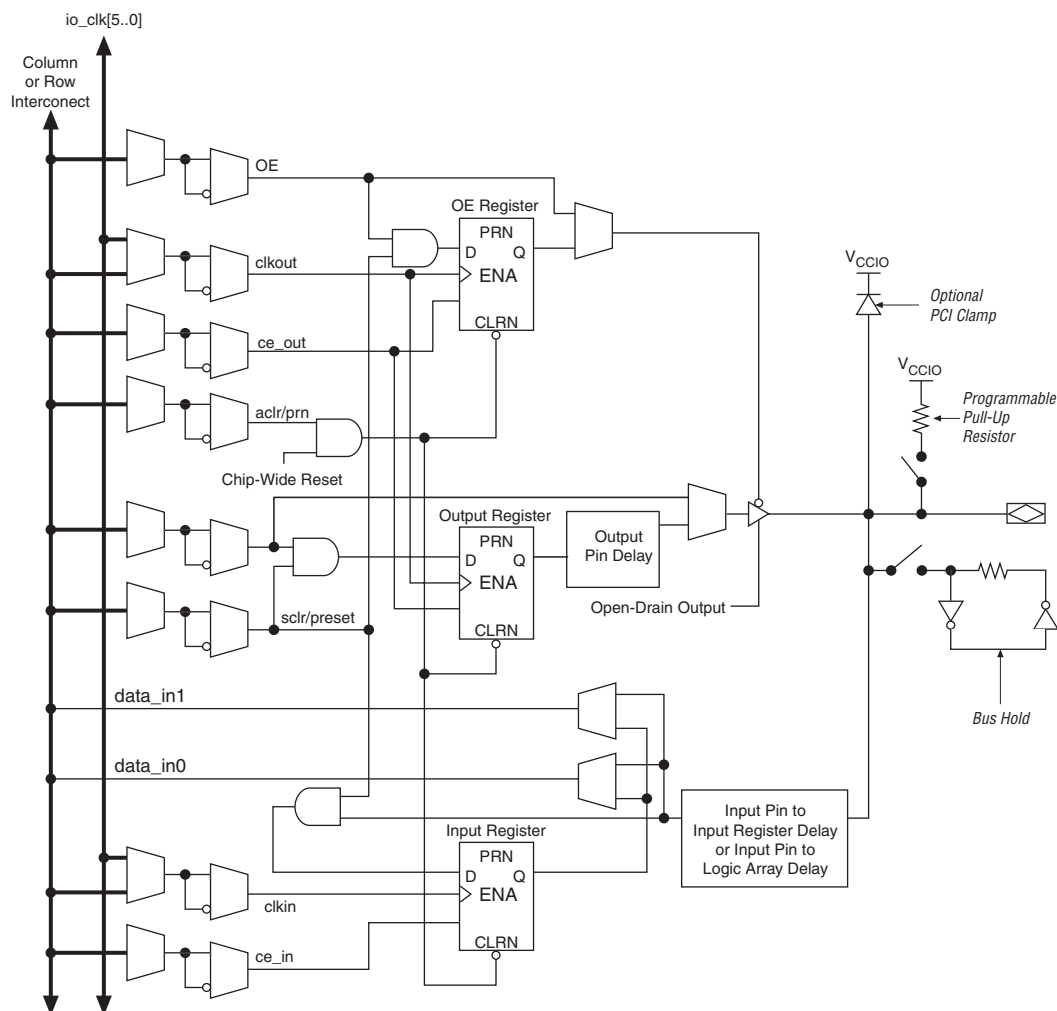 io_clk[5..0]
Column
or Row
Interconect
OE
OE Register
PRN
D
Q
clkout
ENA
VCCIO
Optional
PCI Clamp
ce_out
CLRN
VCCIO
Programmable
Pull-Up
Resistor
aclr/prn
Chip-Wide Reset
Output Register
PRN
D
Q
Output
Pin Delay
ENA
Open-Drain Output
sclr/preset
CLRN
data_in1
Bus Hold
data_in0
Input Pin to
Input Register Delay
or Input Pin to
Logic Array Delay
Input Register
PRN
D
Q
ENA
clkin
CLRN
ce_in